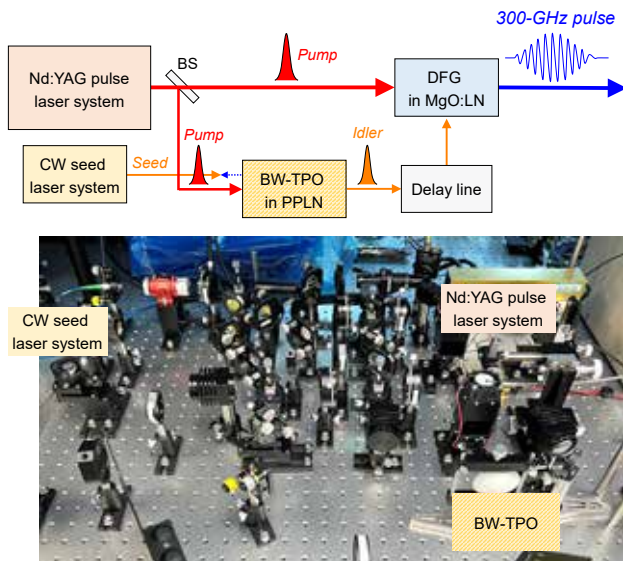 300-GHz pulse
BS
Pump
Nd:YAG pulse
laser system
DFG
in MgO:LN
Pump
Idler
CW seed
laser system
Seed
BW-TPO
in PPLN
Delay line
Nd:YAG pulse
laser system
CW seed
laser system
BW-TPO